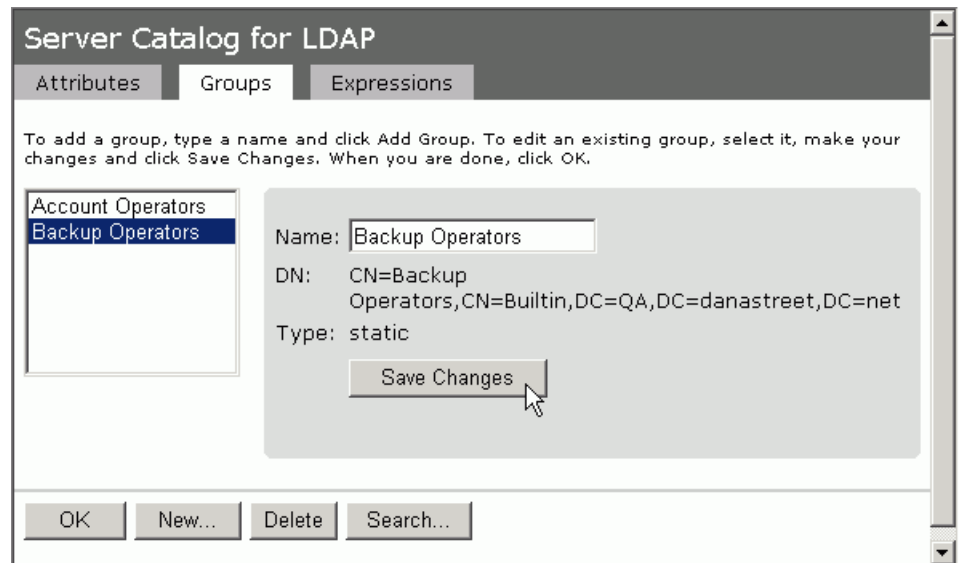 Server Catalog for LDAP
Attributes Groups Expressions
To add a group, type a name and click Add Group. To edit an existing group, select it, make your
changes and click Save Changes. When you are done, click OK.
Account Operators
Backup Operators
Name: Backup Operators
DN: CN=Backup
Operators,CN=Builtin,DC=QA,DC=danastreet,DC=net
Type: static
Save Changes
OK New... Delete Search...